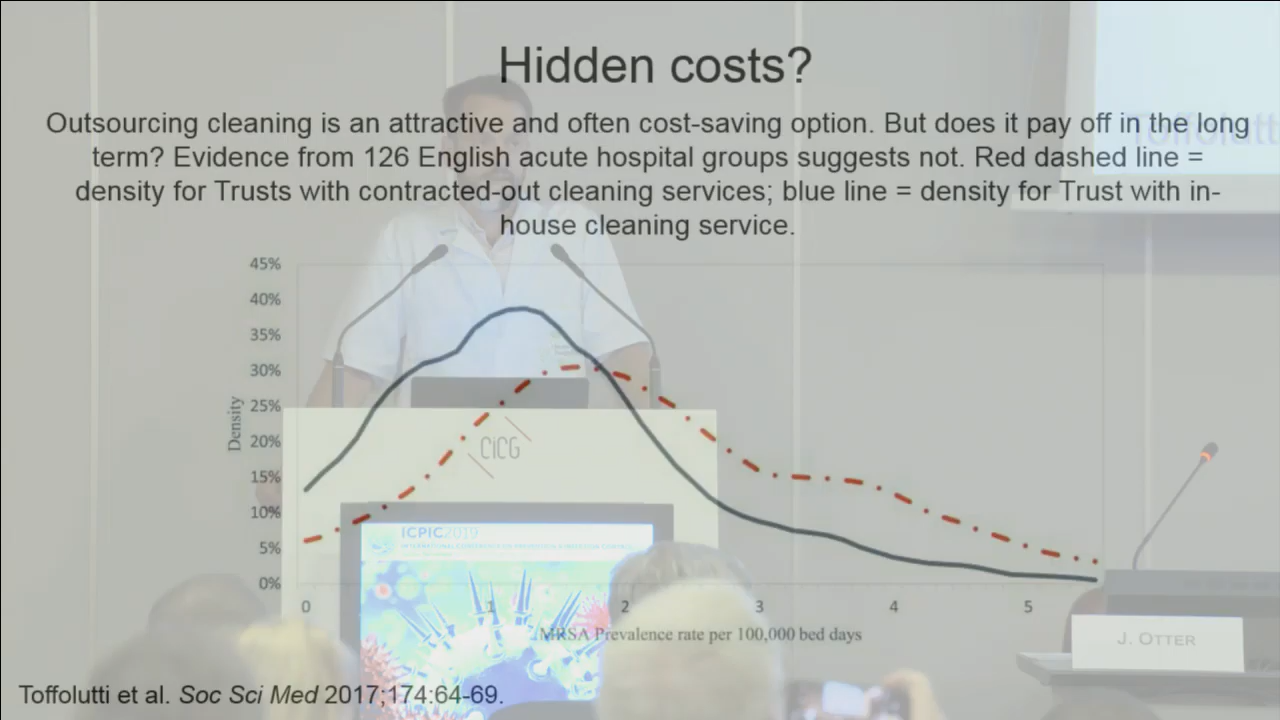 Hidden costs?
Outsourcing cleaning is an attractive and often cost-saving option. But does it pay off in the long
term? Evidence from 126 English acute hospital groups suggests not. Red dashed line =
density for Trusts with contracted-out cleaning services; blue line = density for Trust with in-
house cleaning service.
Toffolutt
45%
40%
35%
30%
25%
20%
15%
10%
5%
0%
Density
CiCG
ICPIC2019
0 1 2 3 4 5
MRSA Prevalence rate per 100,000 bed days
J. OTTER
Toffolutti et al. Soc Sci Med 2017;174:64-69.